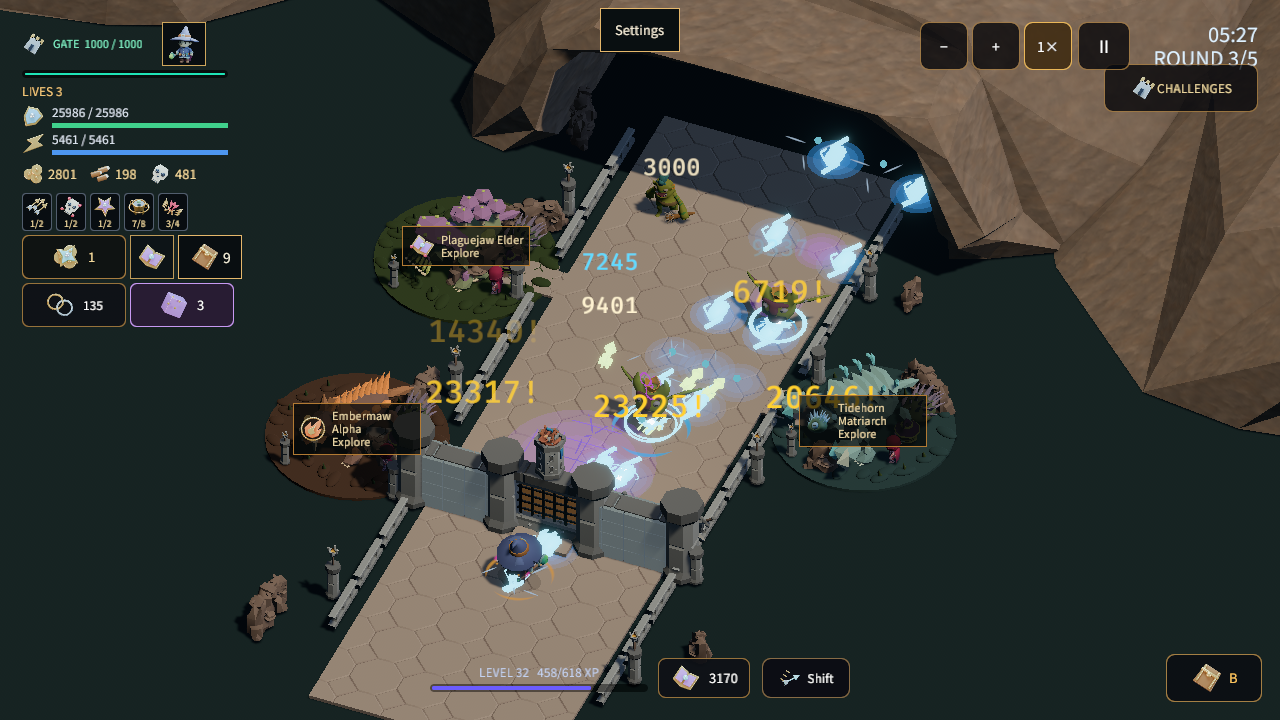 GATE 1000 / 1000
Settings
−
+
1×
05:27
ROUND 3/5
CHALLENGES
LIVES 3
25986 / 25986
5461 / 5461
2801
198
481
1/2
1/2
1/2
7/8
3/4
1
9
135
3
3000
Plaguejaw Elder
Explore
7245
9401
6719!
14340!
23317!
23225!
20646!
Embermaw
Alpha
Explore
Tidehorn
Matriarch
Explore
LEVEL 32 458/618 XP
3170
Shift
B